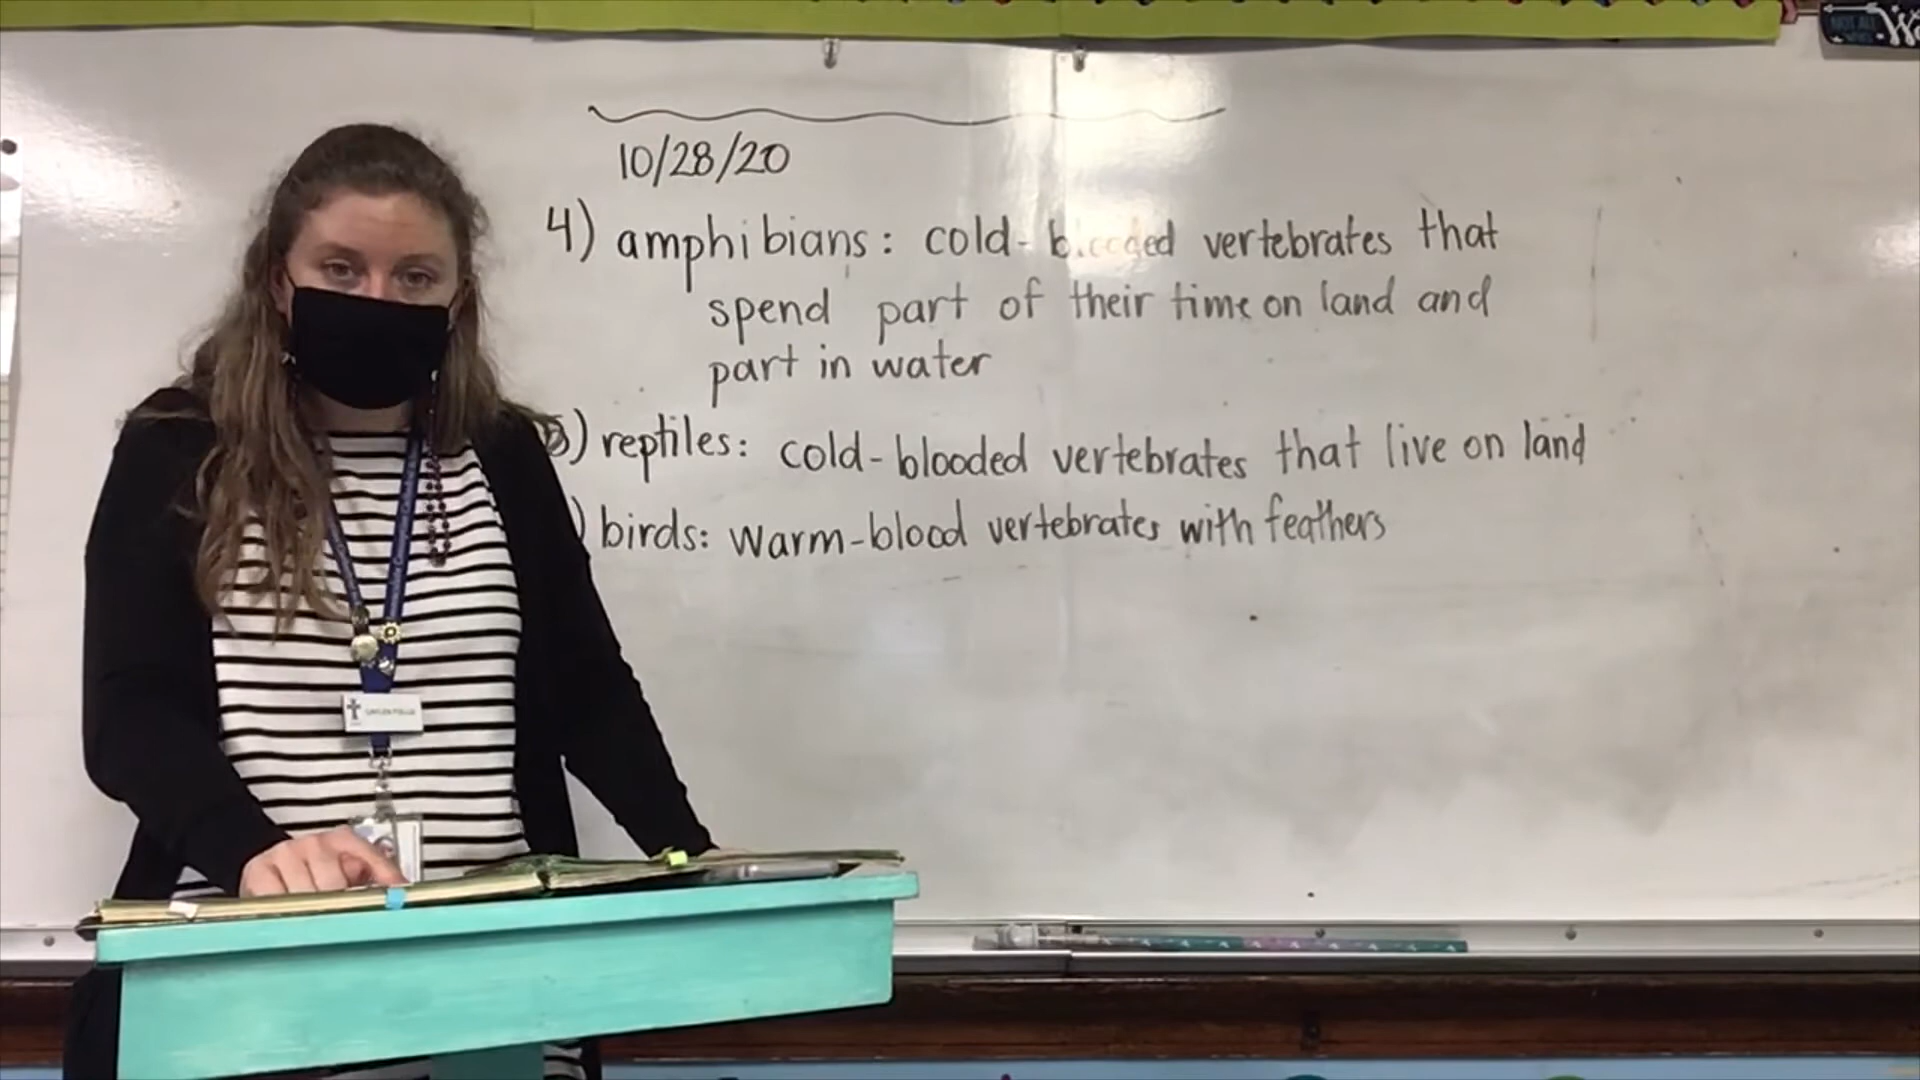 10/28/20
4) amphibians: cold-blooded vertebrates that
spend part of their time on land and
part in water
5) reptiles: cold-blooded vertebrates that live on land
) birds: warm-blood vertebrates with feathers